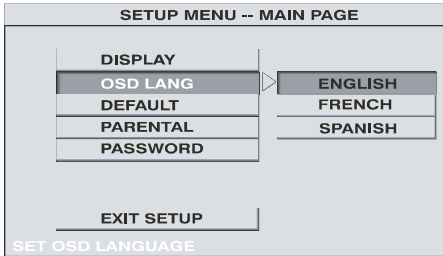 SETUP MENU -- MAIN PAGE
DISPLAY
OSD LANG
ENGLISH
DEFAULT
FRENCH
PARENTAL
SPANISH
PASSWORD
EXIT SETUP
SET OSD LANGUAGE